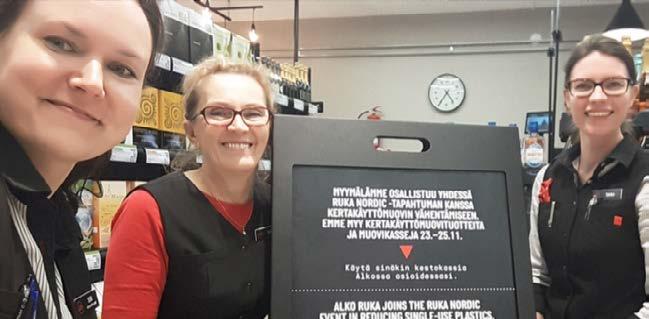 MYYMÄLÄMME OSALLISTUU YHDESSÄ
RUKA NORDIC -TAPAHTUMAN KANSSA
KERTAKÄYTTÖMUOVIN VÄHENTÄMISEEN.
EMME MYY KERTAKÄYTTÖMUOVITUOTTEITA
JA MUOVIKASSEJA 23.–25.11.
Käytä sinäkin kestokassia
Alkossa asioidessasi.
ALKO RUKA JOINS THE RUKA NORDIC
EVENT IN REDUCING SINGLE-USE PLASTICS.